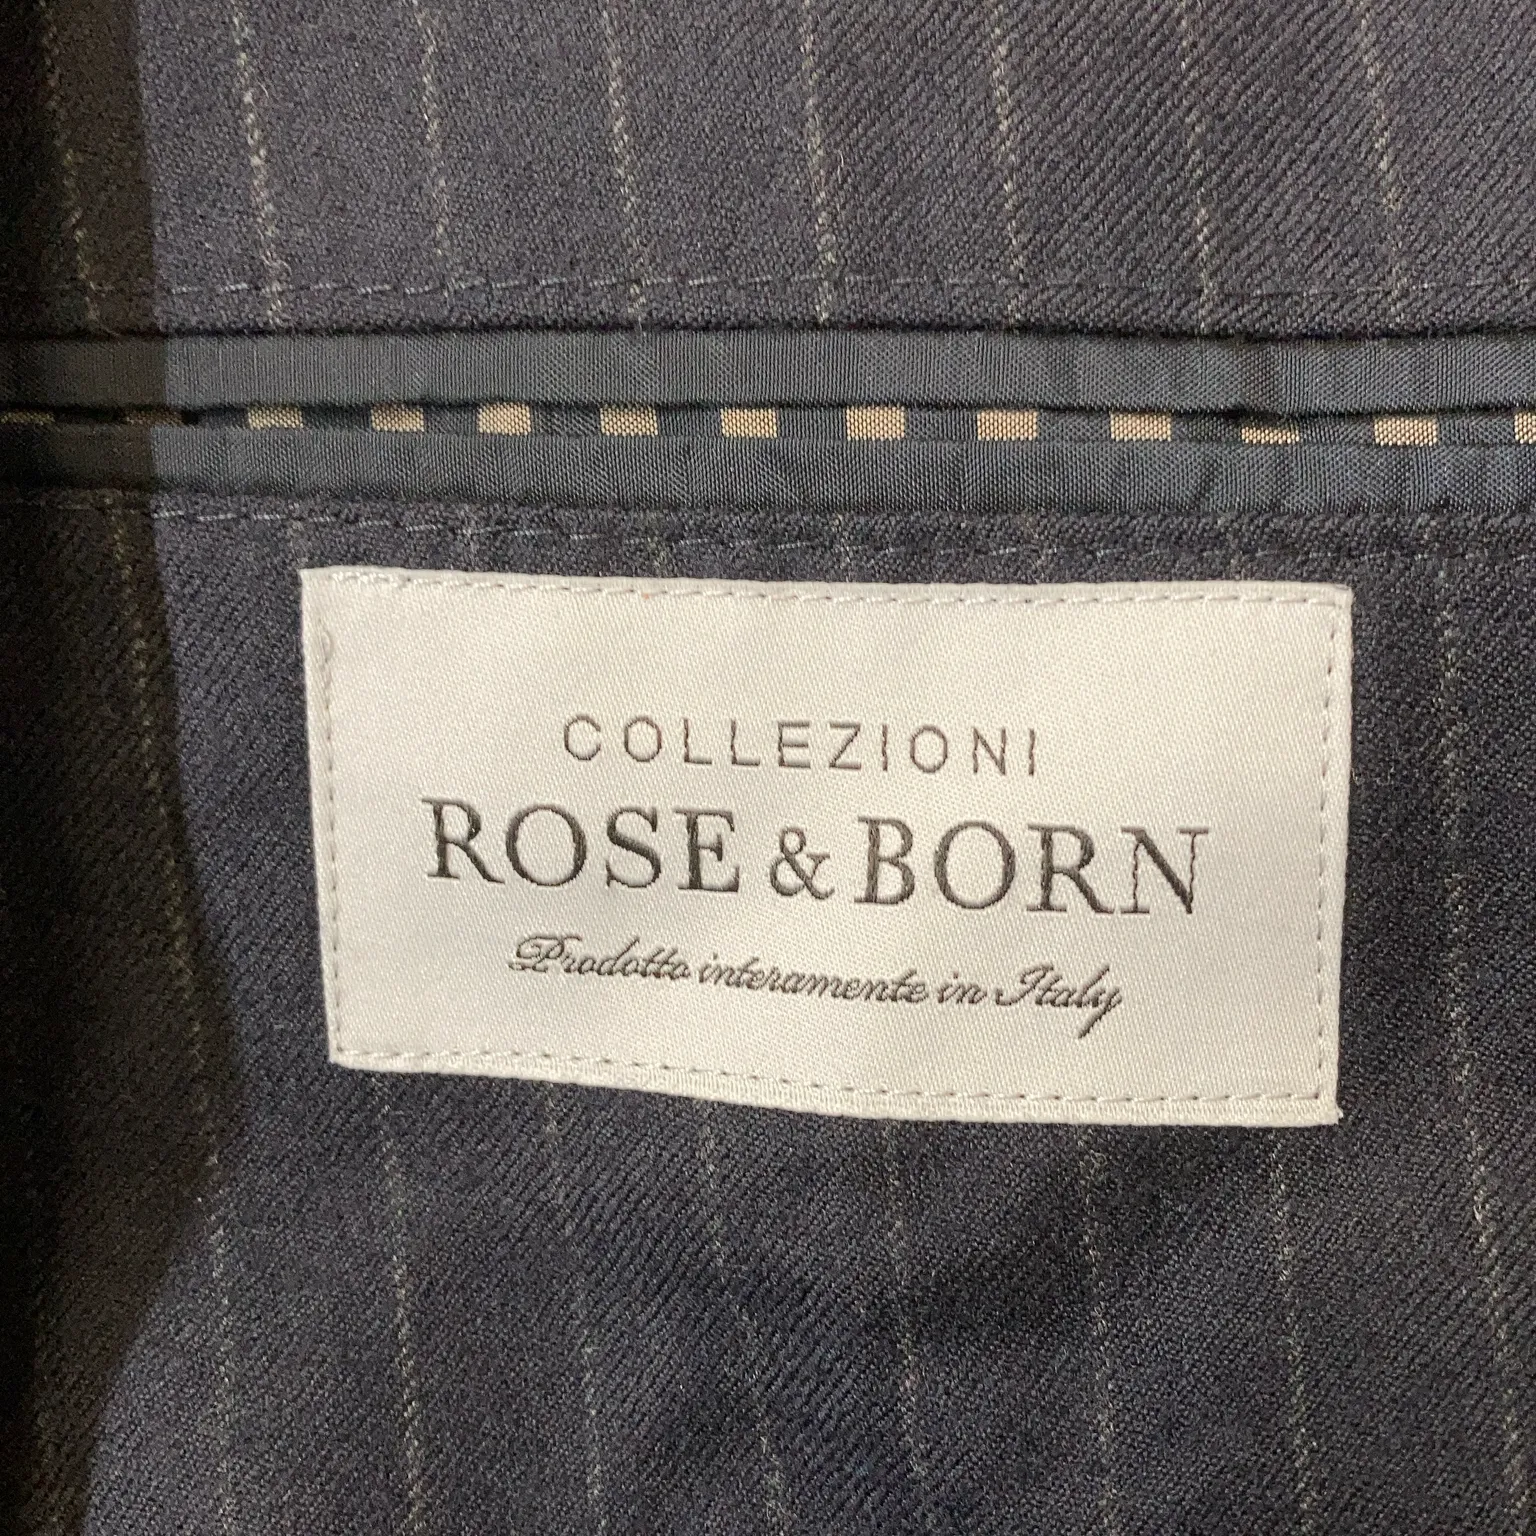 COLLEZIONI
ROSE & BORN
Prodotto interamente in Italy